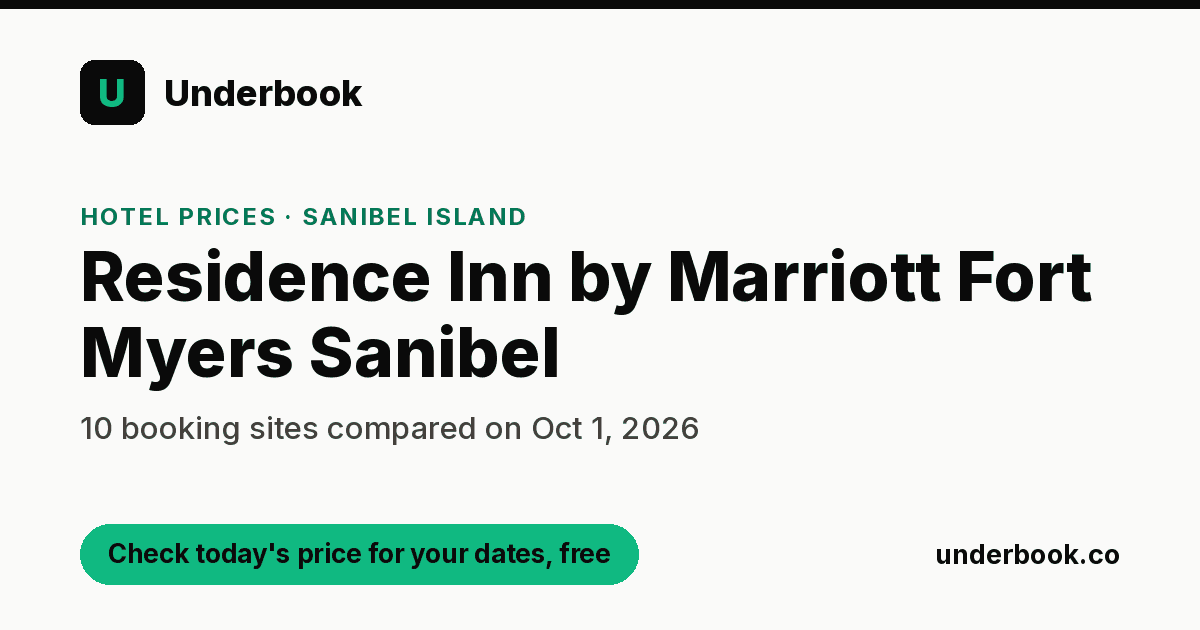 U Underbook
HOTEL PRICES · SANIBEL ISLAND
Residence Inn by Marriott Fort
Myers Sanibel
10 booking sites compared on Oct 1, 2026
Check today's price for your dates, free
underbook.co